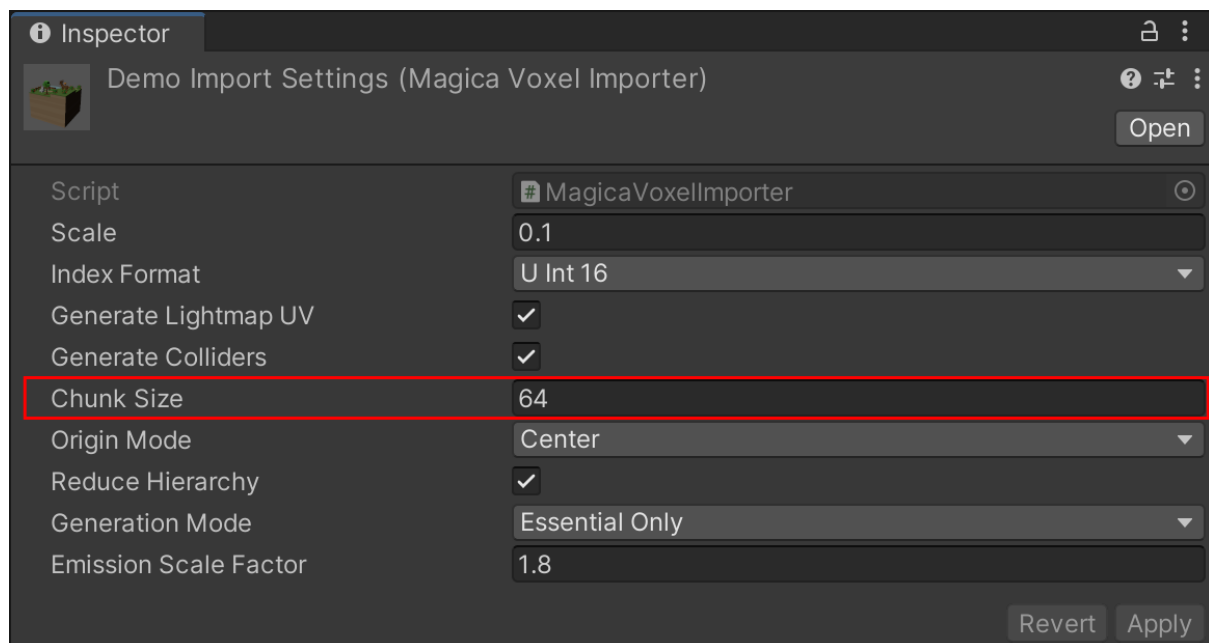 Inspector
Demo Import Settings (Magica Voxel Importer)
Open
Script # MagicaVoxelImporter
Scale 0.1
Index Format U Int 16
Generate Lightmap UV
Generate Colliders
Chunk Size 64
Origin Mode Center
Reduce Hierarchy
Generation Mode Essential Only
Emission Scale Factor 1.8
Revert Apply